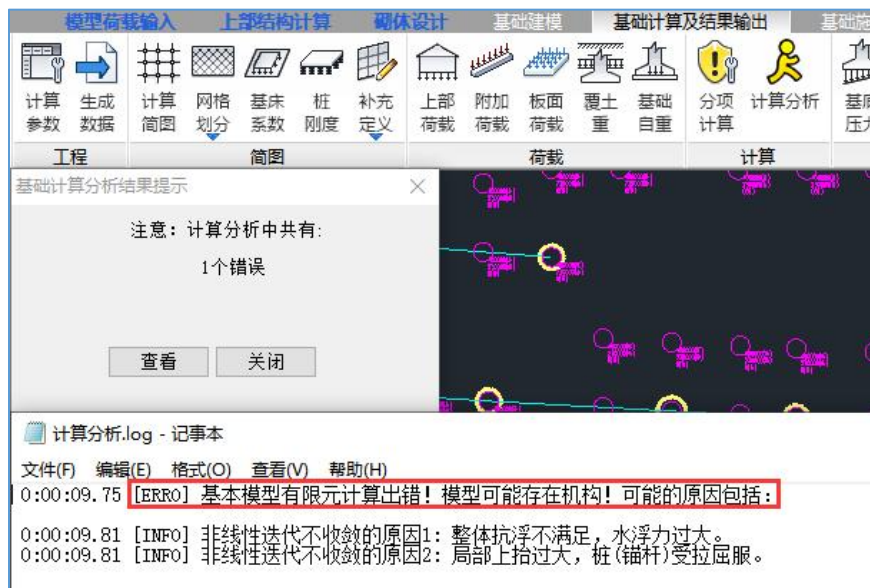 模型荷载输入 上部结构计算 砌体设计 基础建模 基础计算及结果输出 基础施
计算 生成 计算 网格 基床 桩 补充 上部 附加 板面 覆土 基础 分项 计算分析 基底
参数 数据 简图 划分 系数 刚度 定义 荷载 荷载 荷载 重 自重 计算 压力
工程 简图 荷载 计算
基础计算分析结果提示
注意：计算分析中共有:
1个错误
查看 关闭
计算分析.log - 记事本
文件(F) 编辑(E) 格式(O) 查看(V) 帮助(H)
0:00:09.75 [ERRO] 基本模型有限元计算出错！模型可能存在机构！可能的原因包括：
0:00:09.81 [INFO] 非线性迭代不收敛的原因1: 整体抗浮不满足，水浮力过大。
0:00:09.81 [INFO] 非线性迭代不收敛的原因2: 局部上抬过大，桩(锚杆)受拉屈服。